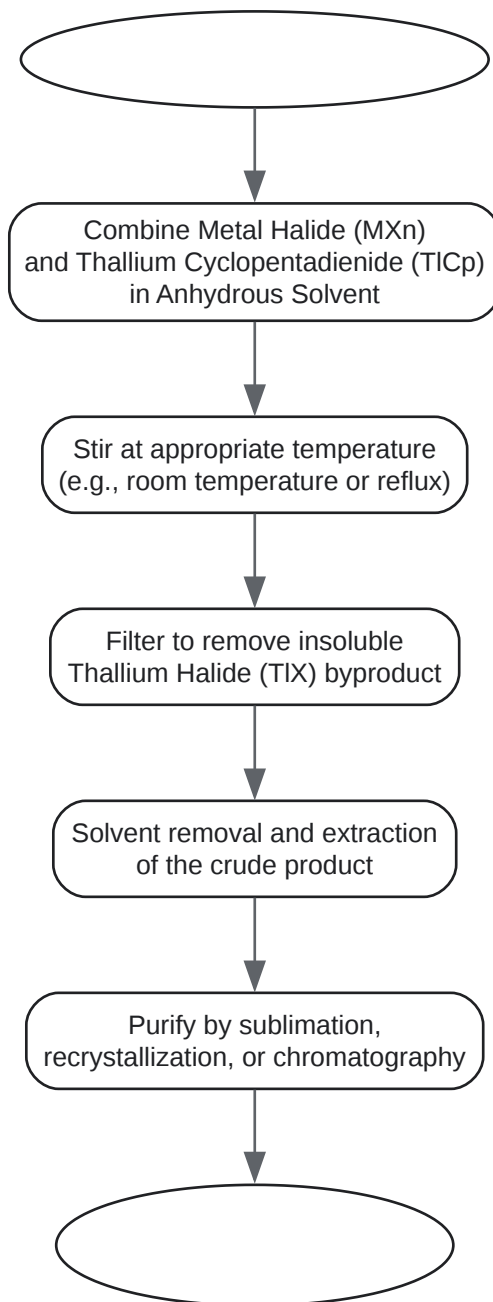 Combine Metal Halide (MXn)
and Thallium Cyclopentadienide (TlCp)
in Anhydrous Solvent
Stir at appropriate temperature
(e.g., room temperature or reflux)
Filter to remove insoluble
Thallium Halide (TlX) byproduct
Solvent removal and extraction
of the crude product
Purify by sublimation,
recrystallization, or chromatography